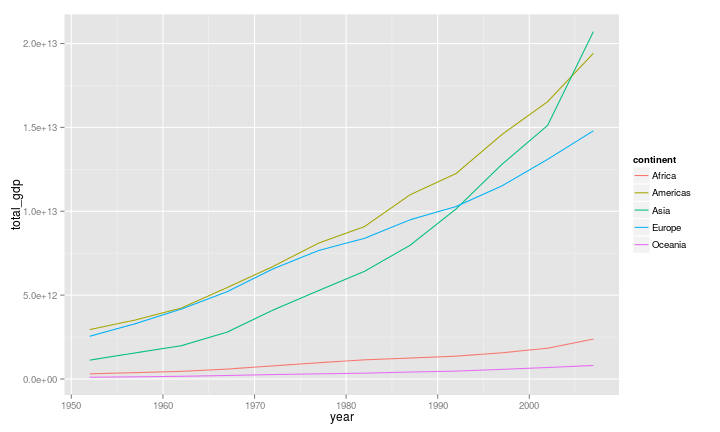 2.0e+13
1.5e+13
1.0e+13
5.0e+12
0.0e+00
total_gdp
1950
1960
1970
1980
1990
2000
year
continent
Africa
Americas
Asia
Europe
Oceania